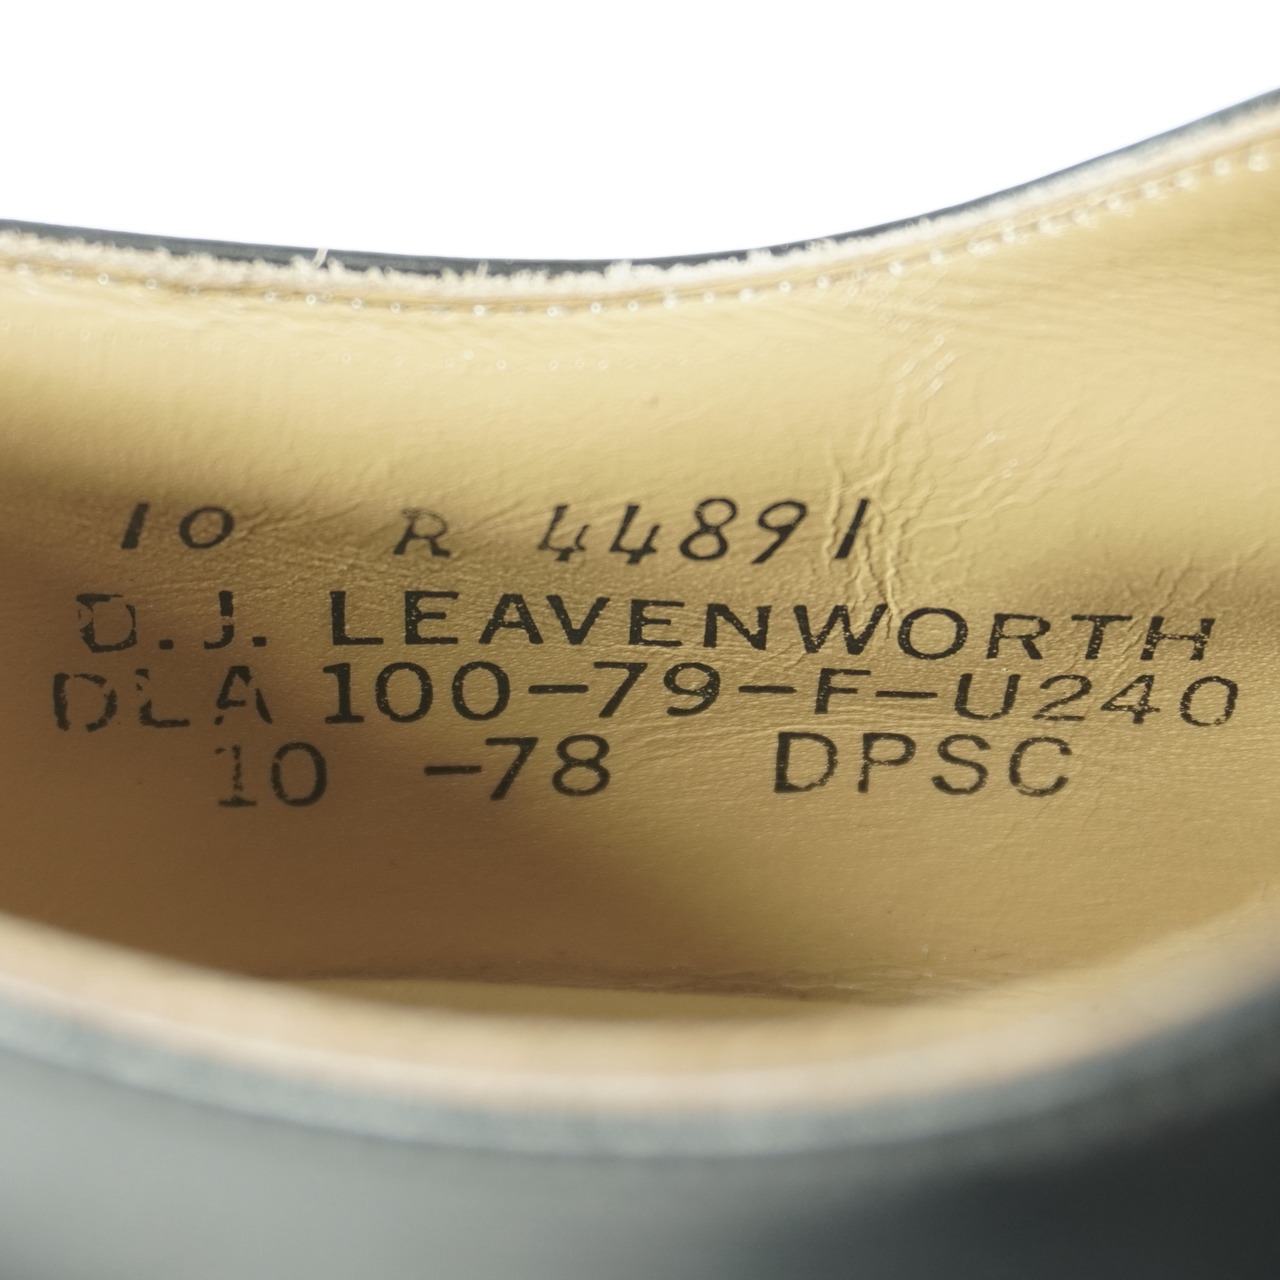 10 R 44891
D.J. LEAVENWORTH
DLA 100-79-F-U240
10 -78 DPSC